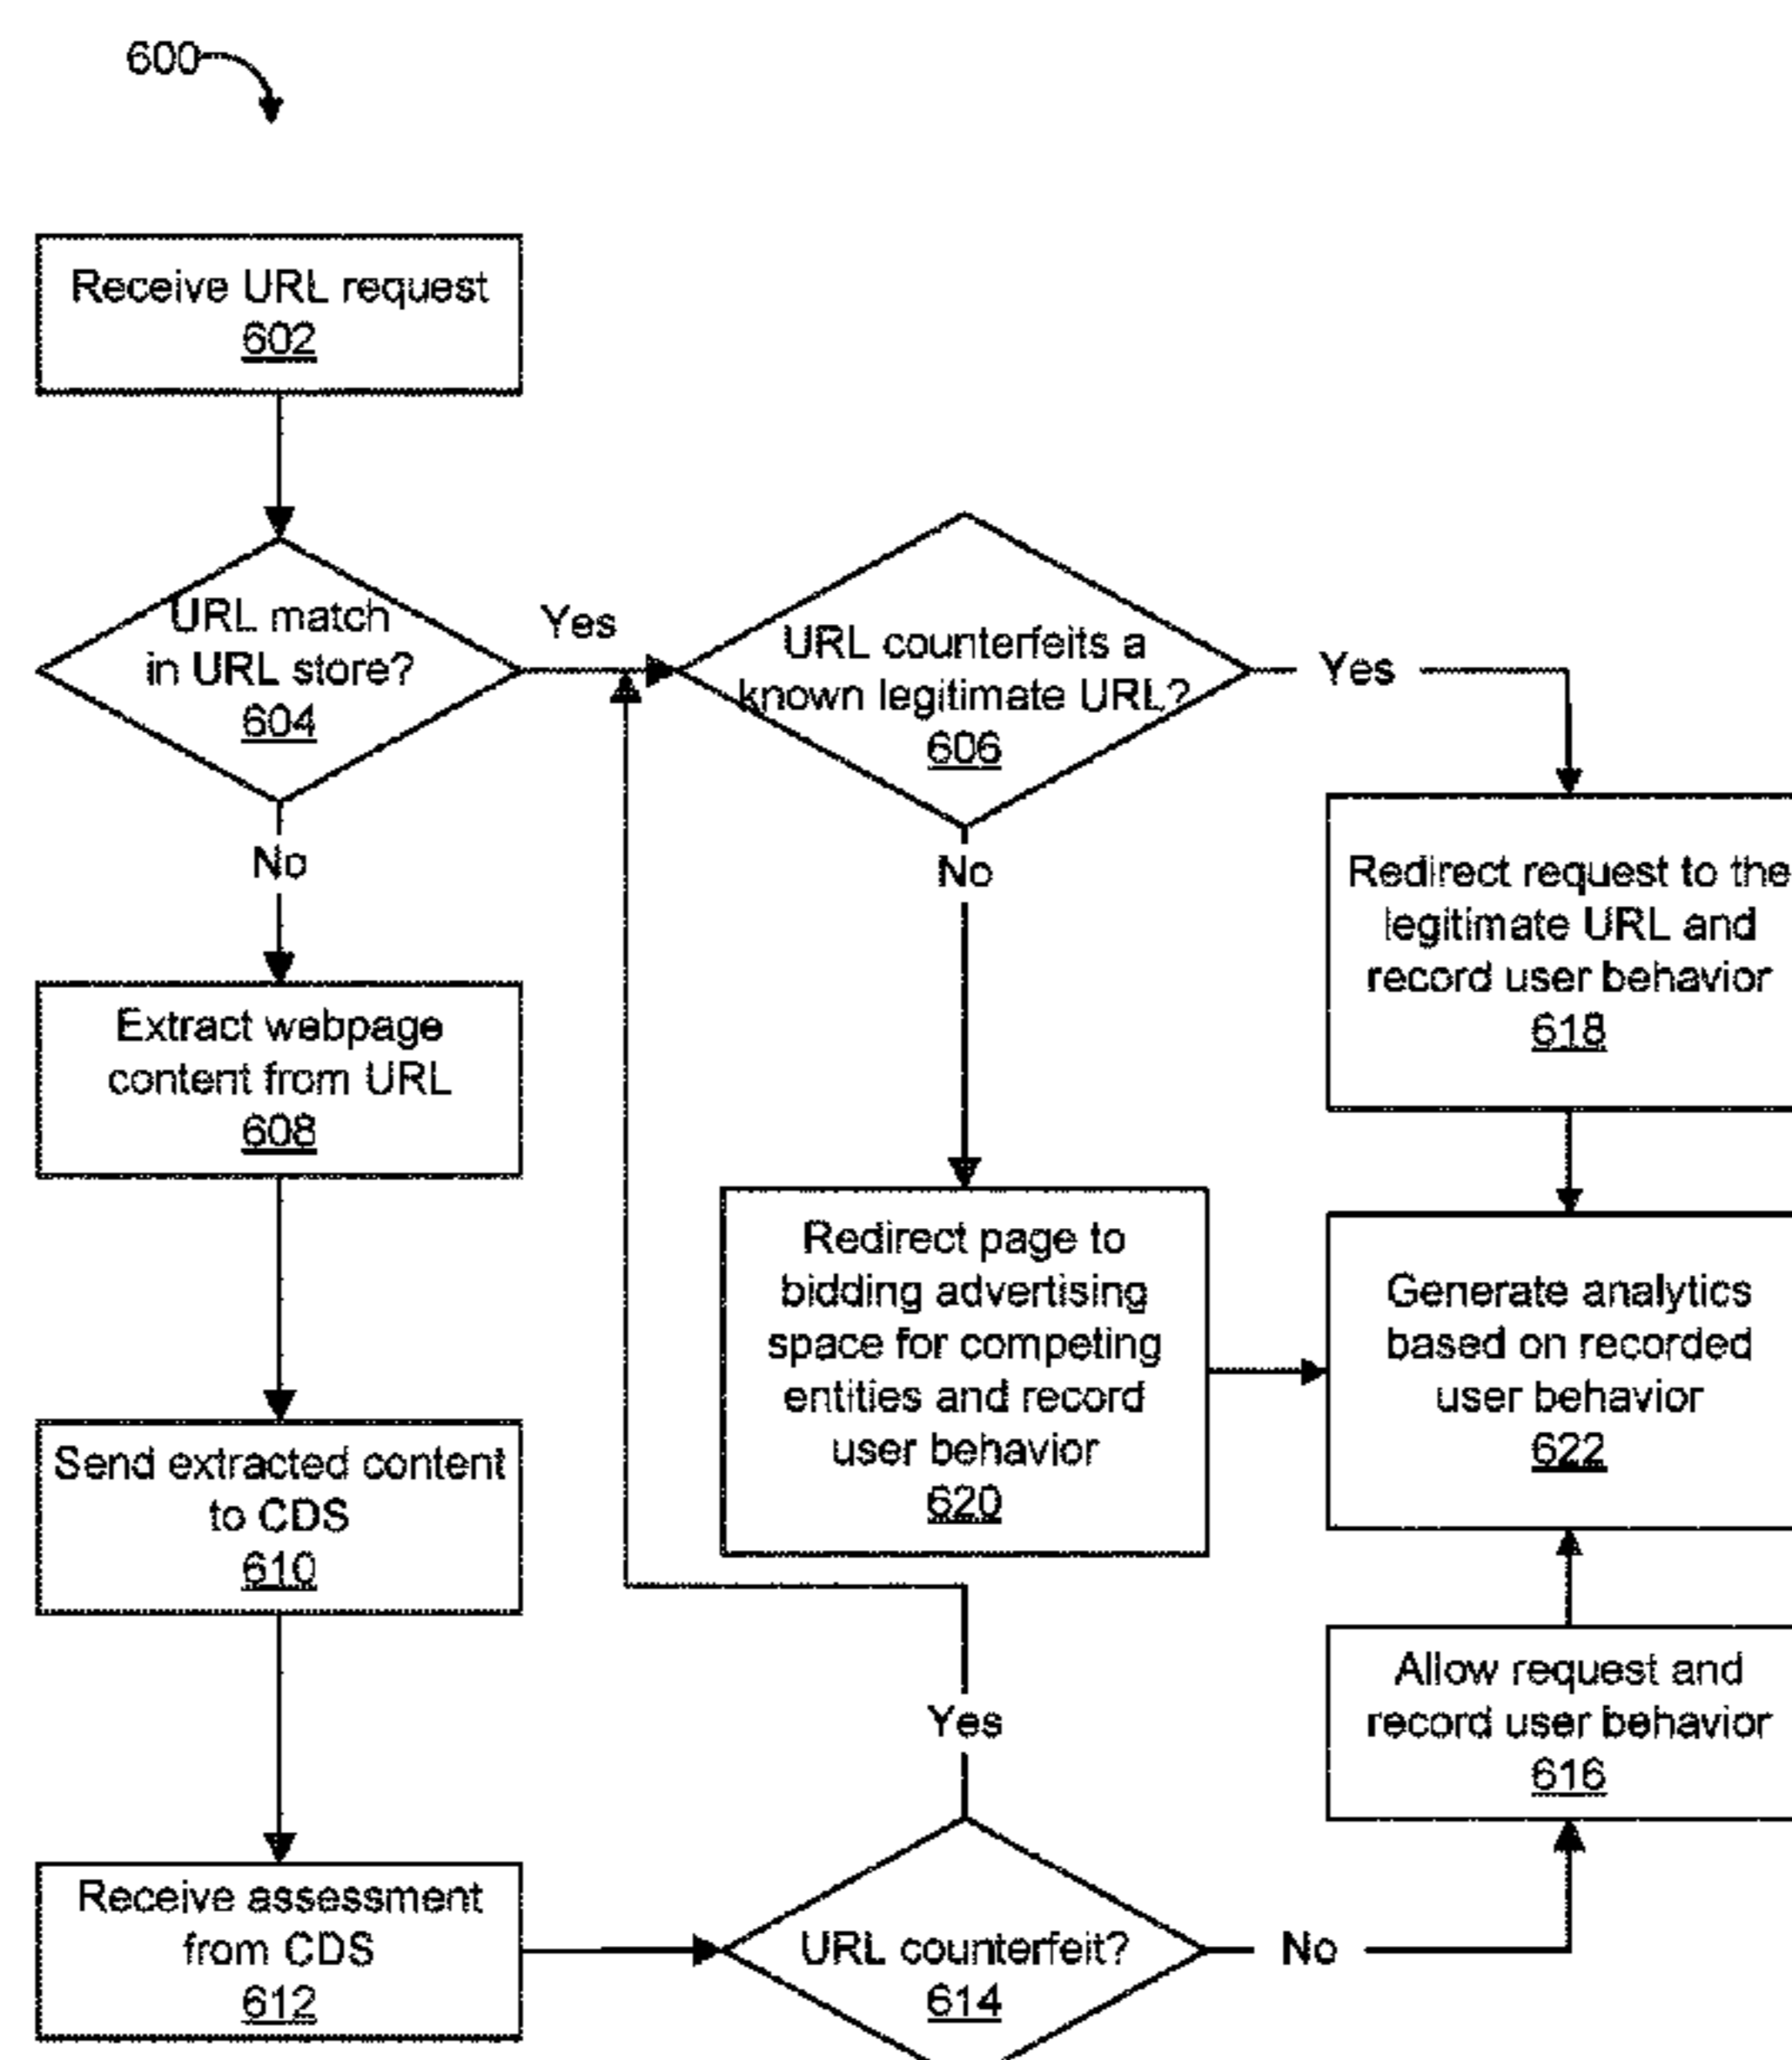 600
Receive URL request
602
URL match
in URL store?
604
Yes
URL counterfeits a
known legitimate URL?
606
Yes
No
No
Redirect request to the
legitimate URL and
record user behavior
618
Extract webpage
content from URL
608
Redirect page to
bidding advertising
space for competing
entities and record
user behavior
620
Generate analytics
based on recorded
user behavior
622
Send extracted content
to CDS
610
Yes
Allow request and
record user behavior
616
Receive assessment
from CDS
612
URL counterfeit?
614
No